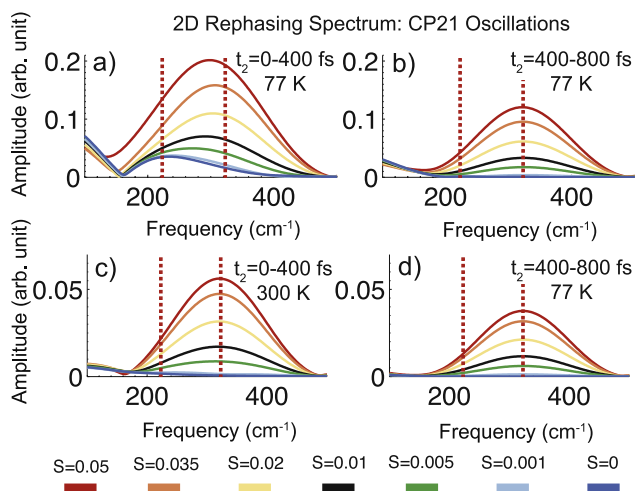 2D Rephasing Spectrum: CP21 Oscillations
a) t₂=0-400 fs
77 K
b) t₂=400-800 fs
77 K
Amplitude (arb. unit)
0.2
0.1
0
200 400
Frequency (cm⁻¹)
0.2
0.1
0
200 400
Frequency (cm⁻¹)
c) t₂=0-400 fs
300 K
d) t₂=400-800 fs
77 K
Amplitude (arb. unit)
0.05
0
200 400
Frequency (cm⁻¹)
Amplitude (arb. unit)
0.05
0
200 400
Frequency (cm⁻¹)
S=0.05 S=0.035 S=0.02 S=0.01 S=0.005 S=0.001 S=0